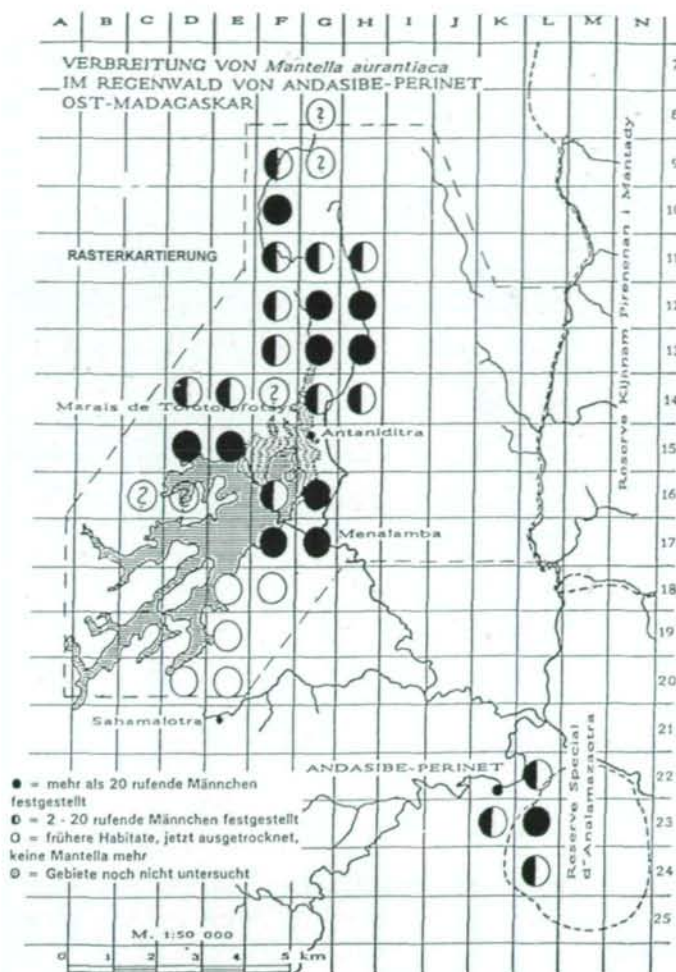 A B C D E F G H I J K L M N
VERBREITUNG VON Mantella aurantiaca
IM REGENWALD VON ANDASIBE-PERINET
OST-MADAGASKAR
7
8
9
10
RASTERKARTIERUNG
11
12
13
14
Marais de Torotorofotsy
Antaniditra
15
16
Menalamba
17
18
19
20
Sahamalotra
21
Reserve Kijanam Pirenenan i Mantady
ANDASIBE-PERINET
22
23
24
25
Reserve Special
d'Analamazaotra
● = mehr als 20 rufende Männchen
festgestellt
◐ = 2 - 20 rufende Männchen festgestellt
O = frühere Habitate, jetzt ausgetrocknet,
keine Mantella mehr
= Gebiete noch nicht untersucht
M. 1:50 000
0 1 2 3 4 5 km